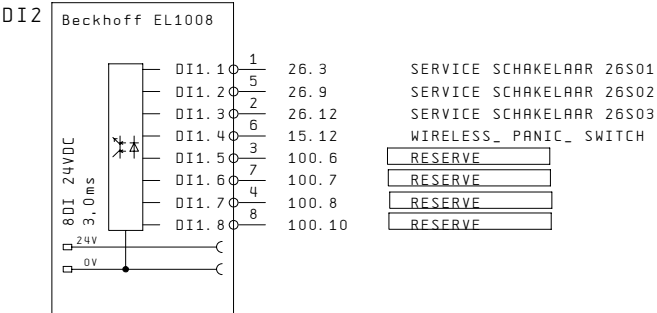 DI2
Beckhoff EL1008
DI1.1 1 26.3 SERVICE SCHAKELAAR 26S01
DI1.2 5 26.9 SERVICE SCHAKELAAR 26S02
DI1.3 2 26.12 SERVICE SCHAKELAAR 26S03
DI1.4 6 15.12 WIRELESS_ PANIC_ SWITCH
DI1.5 3 100.6 RESERVE
DI1.6 7 100.7 RESERVE
DI1.7 4 100.8 RESERVE
DI1.8 8 100.10 RESERVE
8DI 24VDC
3,0ms
24V
0V